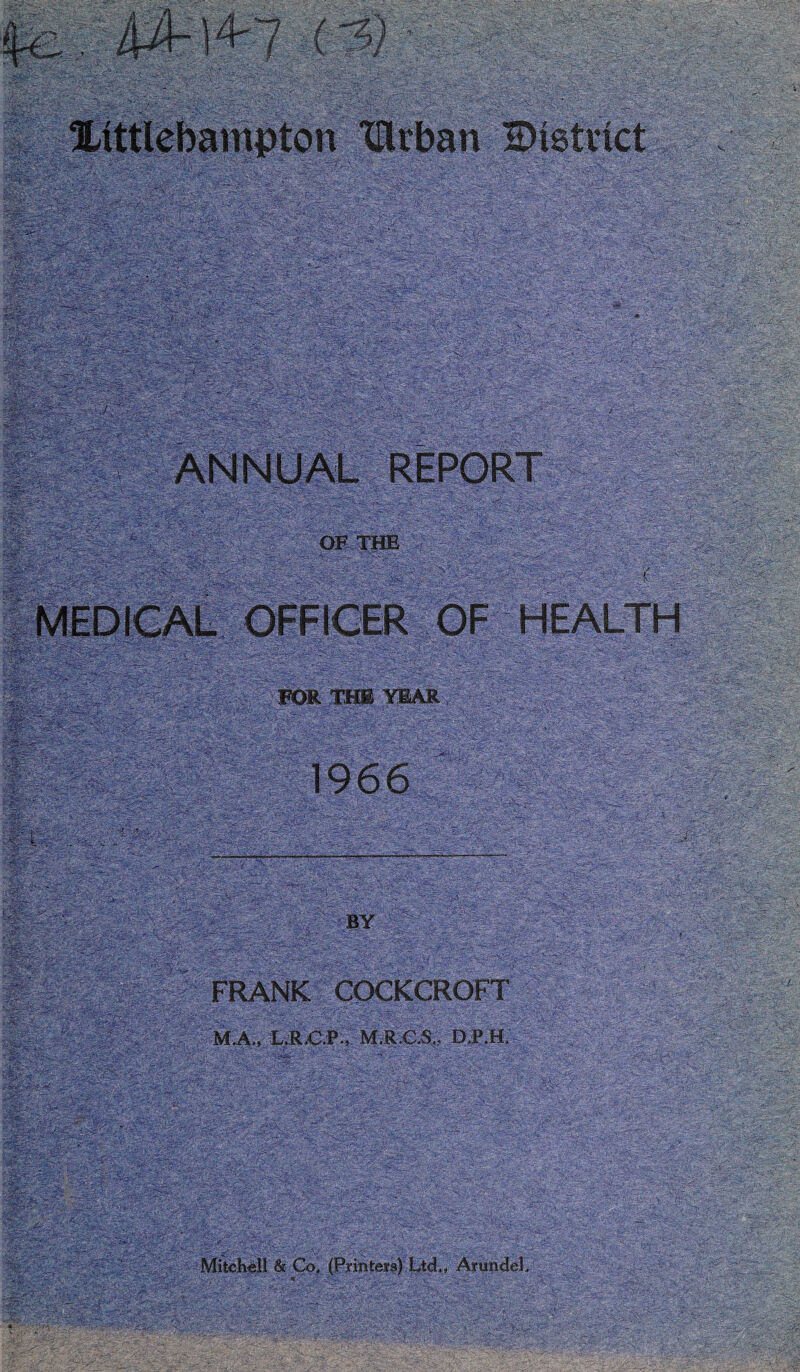 AA-147 (3)
Littlehampton Urban District
ANNUAL REPORT
OF THE
MEDICAL OFFICER OF HEALTH
FOR THE YEAR
1966
BY
FRANK COCKCROFT
M.A., L.R.C.P., M.R.C.S., D.P.H.
Mitchell & Co. (Printers) Ltd., Arundel.